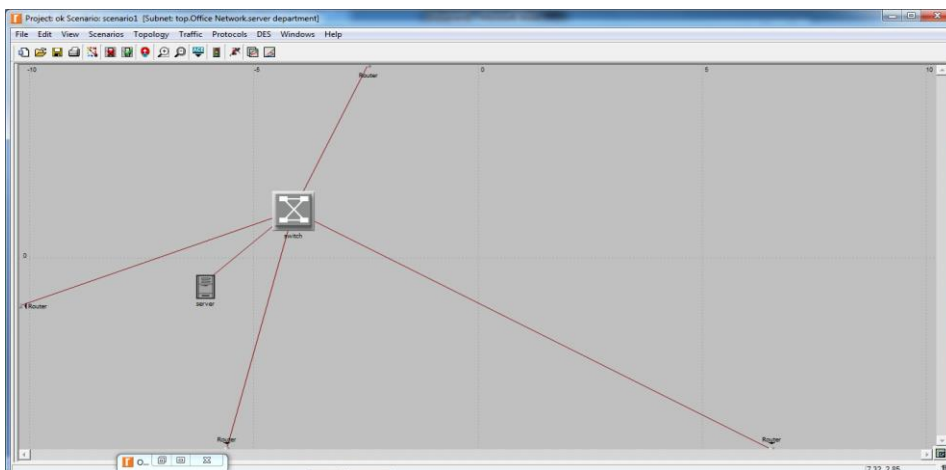 Project: ok Scenario: scenario1 [Subnet: top.Office Network.server department]
File Edit View Scenarios Topology Traffic Protocols DES Windows Help
-10 -5 0 5 10
Router
switch
0
server
Router
Router Router
O...